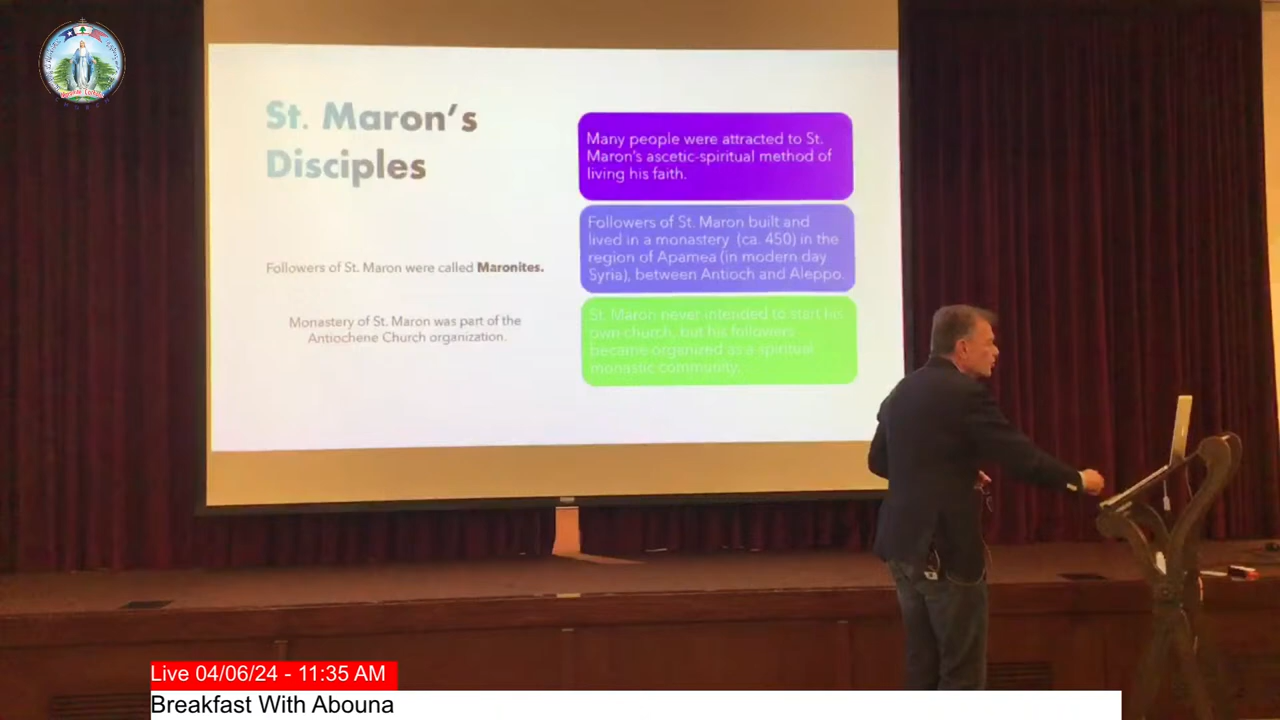 St. Maron's
Disciples
Followers of St. Maron were called Maronites.
Monastery of St. Maron was part of the
Antiochene Church organization.
Many people were attracted to St.
Maron's ascetic-spiritual method of
living his faith.
Followers of St. Maron built and
lived in a monastery (ca. 450) in the
region of Apamea (in modern day
Syria), between Antioch and Aleppo.
St. Maron never intended to start his
own church, but his followers
became organized as a spiritual
monastic community.
Live 04/06/24 - 11:35 AM
Breakfast With Abouna